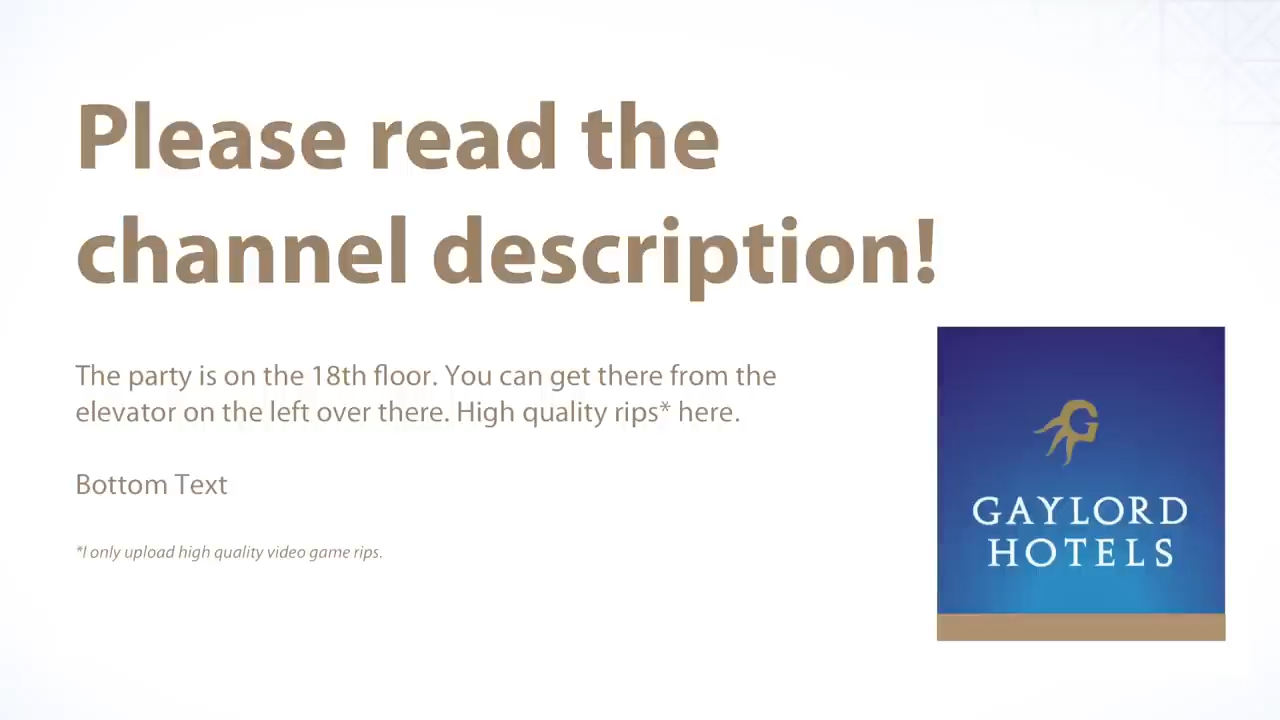 Please read the
channel description!
The party is on the 18th floor. You can get there from the
elevator on the left over there. High quality rips* here.
Bottom Text
*I only upload high quality video game rips.
G
GAYLORD
HOTELS